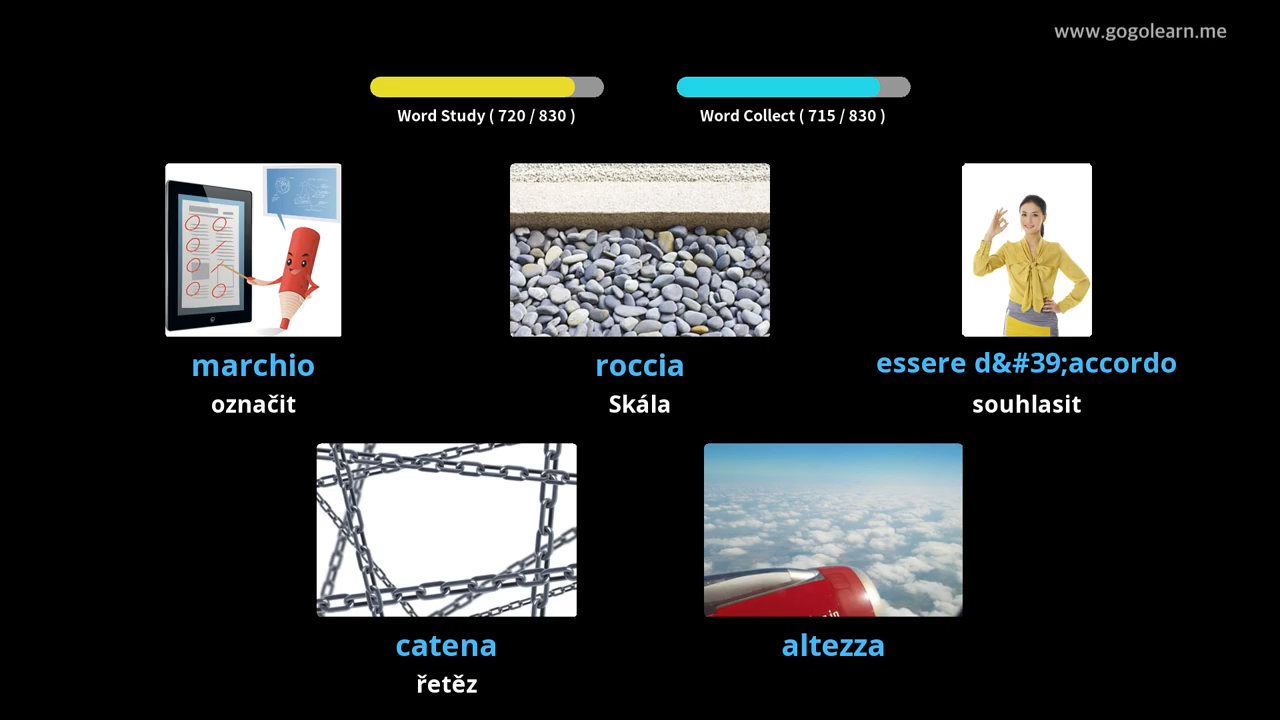 www.gogolearn.me
Word Study ( 720 / 830 )
Word Collect ( 715 / 830 )
marchio
označit
roccia
Skála
essere d&#39;accordo
souhlasit
catena
řetěz
altezza